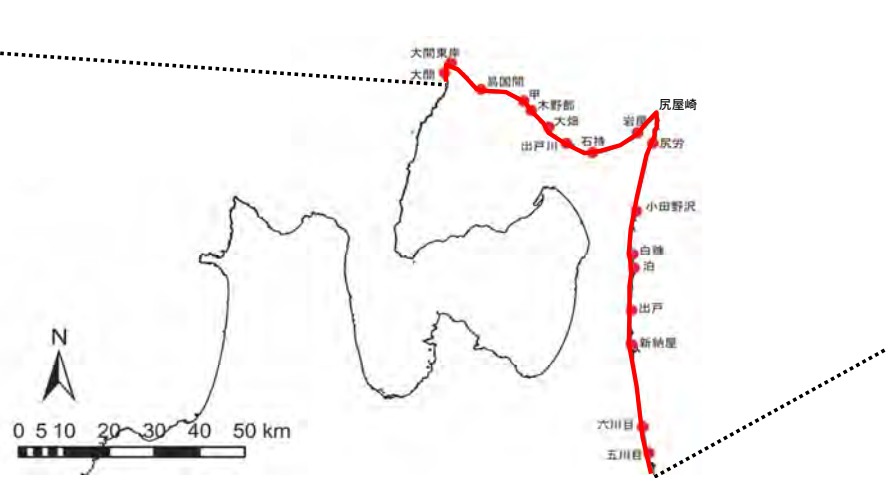 大間東岸
大間
易国間
甲
木野部
大畑
出戸川
石持
岩屋
尻屋崎
尻労
小田野沢
白糠
泊
出戸
新納屋
六川目
五川目
N
0 5 10 20 30 40 50 km